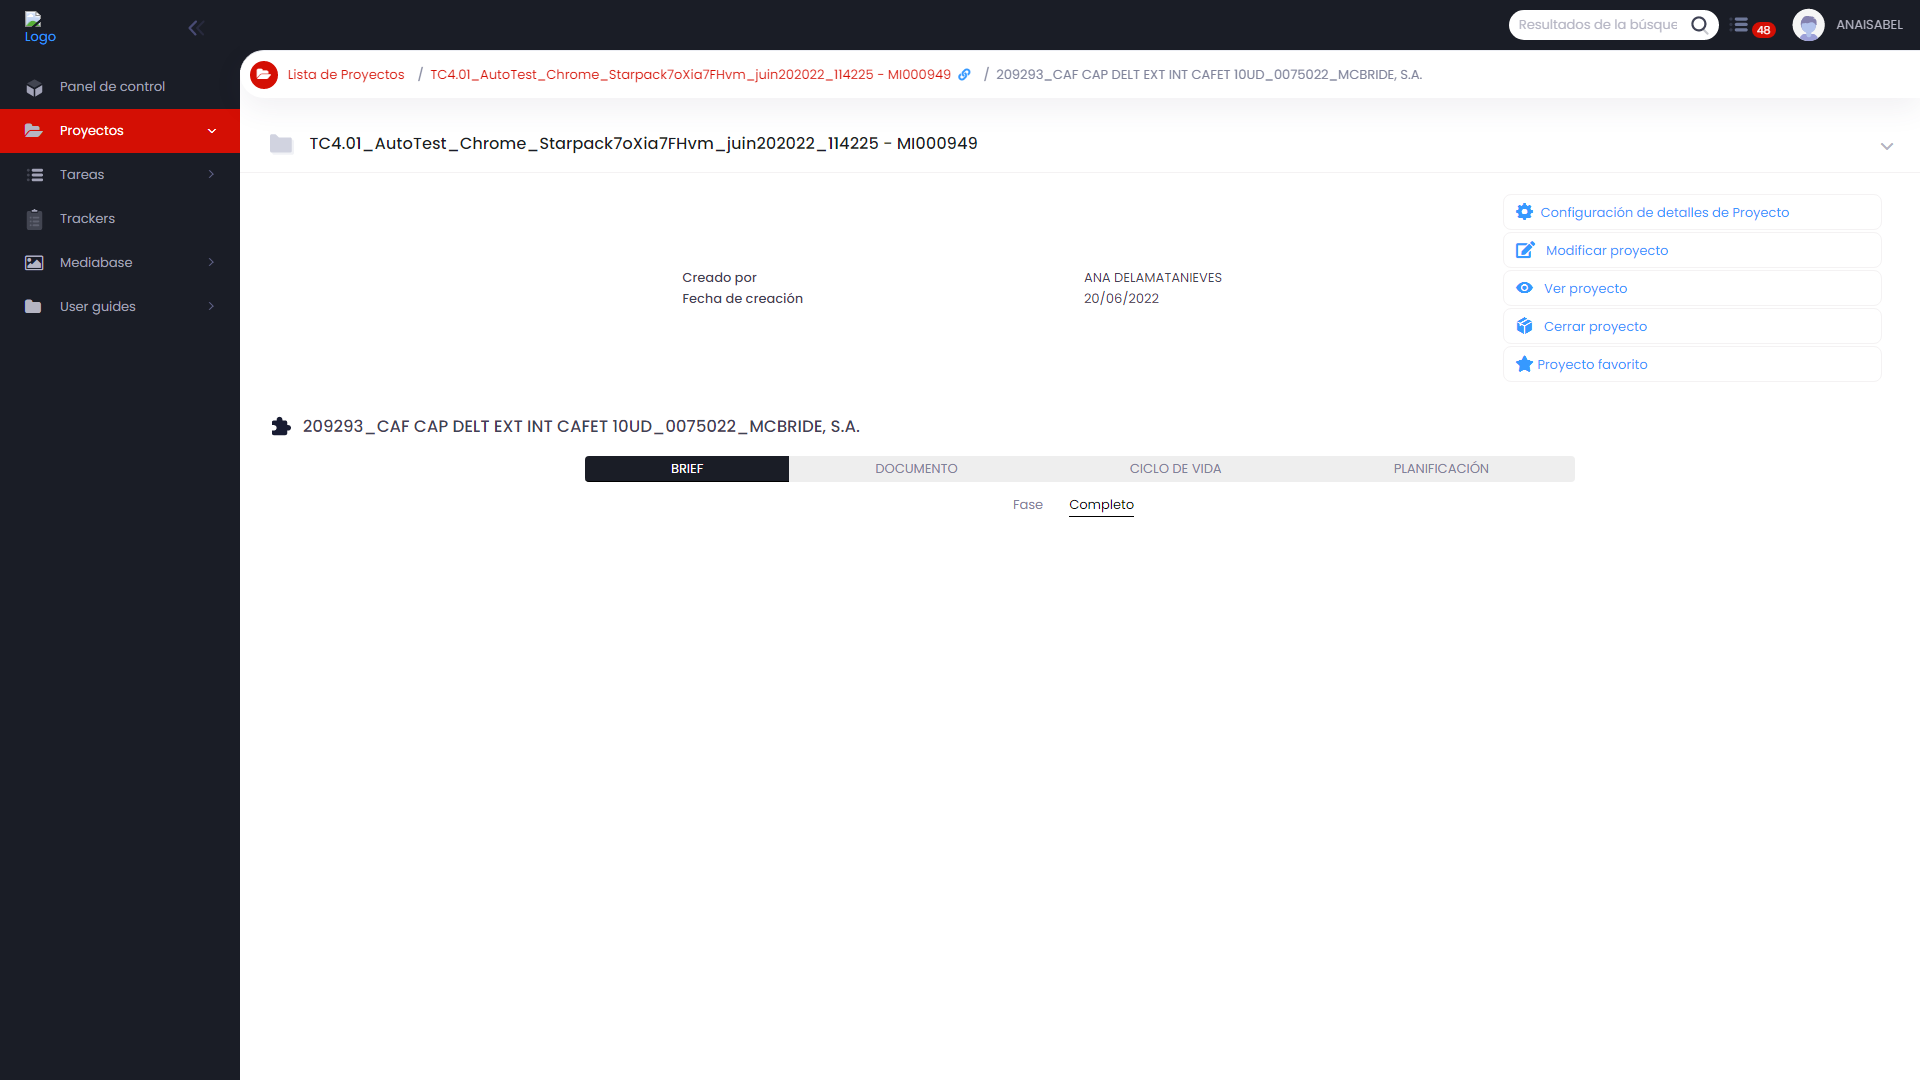 Logo
Resultados de la búsque
48
ANAISABEL
Panel de control
Proyectos
Tareas
Trackers
Mediabase
User guides
Lista de Proyectos / TC4.01_AutoTest_Chrome_Starpack7oXia7FHvm_juin202022_114225 - MI000949 / 209293_CAF CAP DELT EXT INT CAFET 10UD_0075022_MCBRIDE, S.A.
TC4.01_AutoTest_Chrome_Starpack7oXia7FHvm_juin202022_114225 - MI000949
Creado por ANA DELAMATANIEVES
Fecha de creación 20/06/2022
Configuración de detalles de Proyecto
Modificar proyecto
Ver proyecto
Cerrar proyecto
Proyecto favorito
209293_CAF CAP DELT EXT INT CAFET 10UD_0075022_MCBRIDE, S.A.
BRIEF DOCUMENTO CICLO DE VIDA PLANIFICACIÓN
Fase Completo